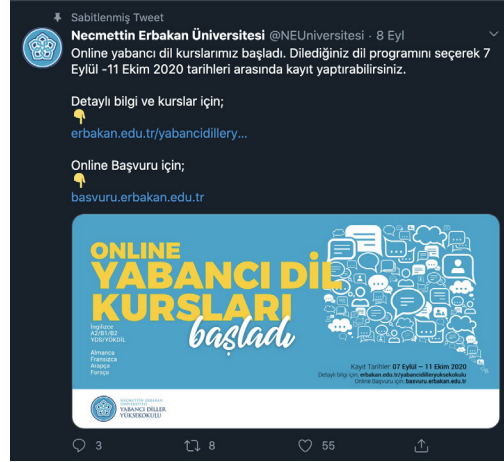 Sabitlenmiş Tweet
Necmettin Erbakan Üniversitesi @NEUniversitesi · 8 Eyl
Online yabancı dil kurslarımız başladı. Dilediğiniz dil programını seçerek 7
Eylül -11 Ekim 2020 tarihleri arasında kayıt yaptırabilirsiniz.
Detaylı bilgi ve kurslar için;
👇
erbakan.edu.tr/yabancidillery...
Online Başvuru için;
👇
basvuru.erbakan.edu.tr
ONLINE
YABANCI DİL
KURSLARI
başladı
İngilizce
A2/B1/B2
YDS/YÖKDİL
Almanca
Fransızca
Arapça
Farsça
Kayıt Tarihler: 07 Eylül – 11 Ekim 2020
Detaylı bilgi için: erbakan.edu.tr/yabancidilleryuksekokulu
Online Başvuru için: basvuru.erbakan.edu.tr
NECMETTİN ERBAKAN
ÜNİVERSİTESİ
YABANCI DİLLER
YÜKSEKOKULU
3
8
55